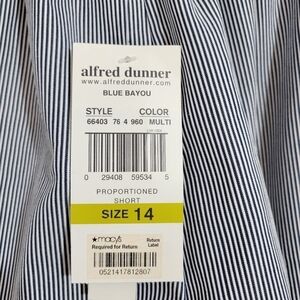 alfred dunner
www.alfreddunner.com
BLUE BAYOU
STYLE COLOR
66403 76 4 960 MULTI
0 29408 59534 5
PROPORTIONED
SHORT
SIZE 14
★macy's Return
Required for Return Label
0521417812807